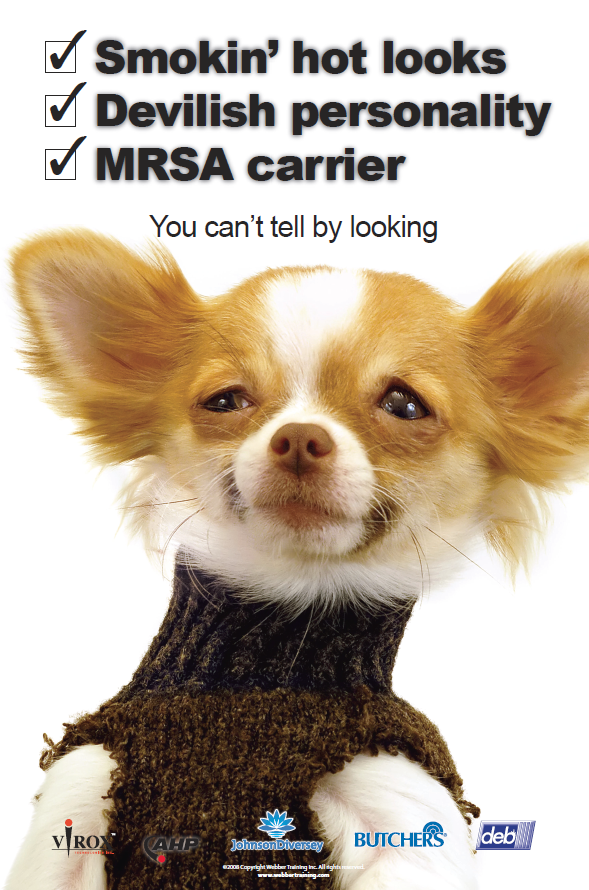 Smokin' hot looks
Devilish personality
MRSA carrier
You can't tell by looking
VIROX
AHP
JohnsonDiversey
BUTCHERS
deb
©2008 Copyright Webber Training Inc. All rights reserved.
www.webbertraining.com